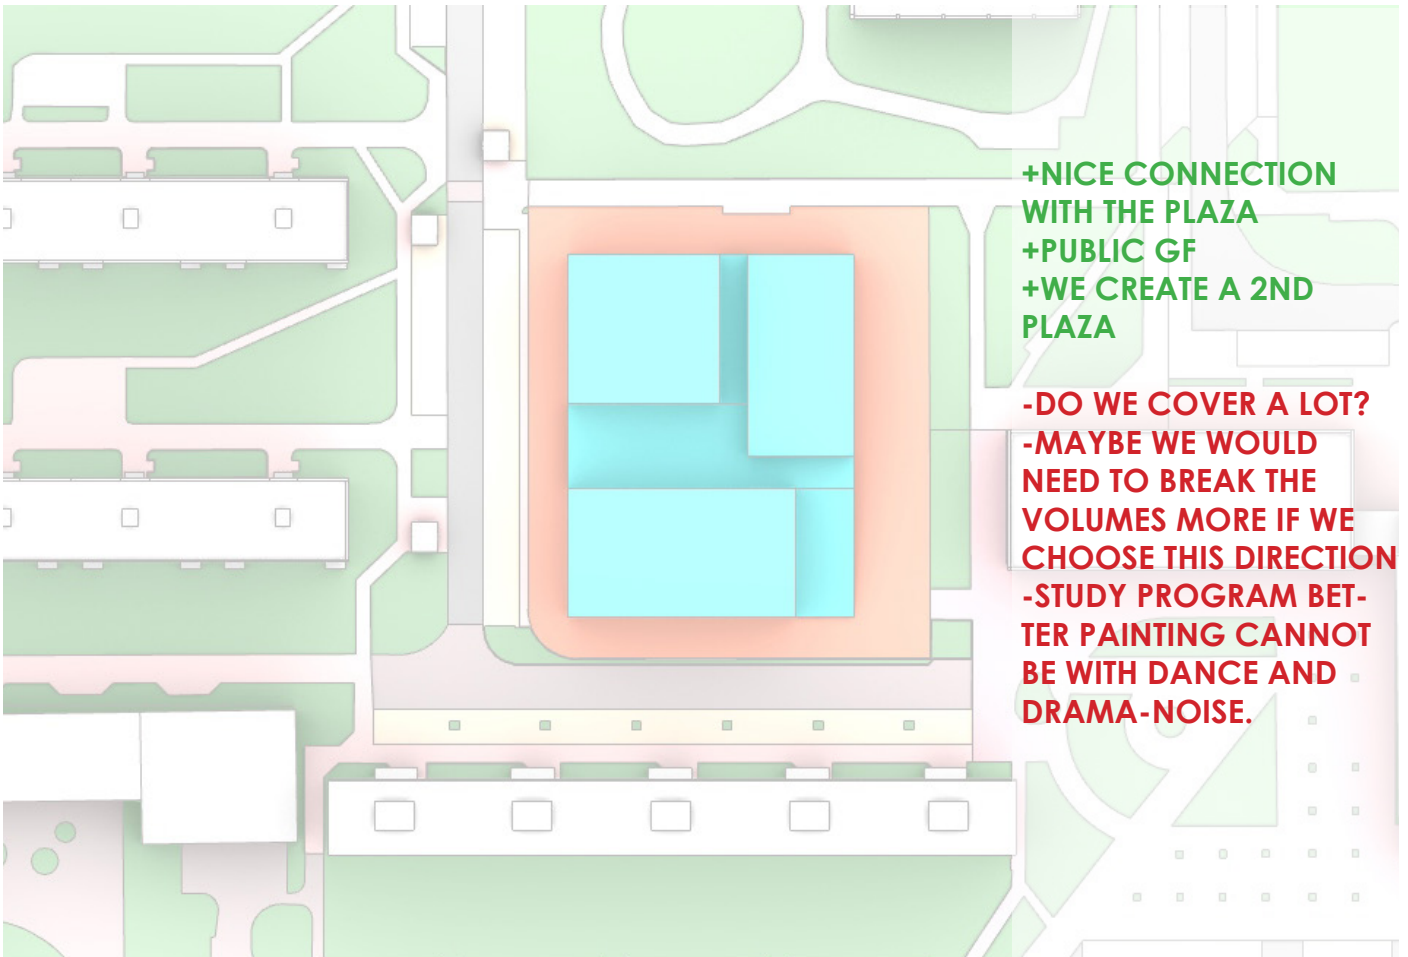 +NICE CONNECTION
WITH THE PLAZA
+PUBLIC GF
+WE CREATE A 2ND
PLAZA
-DO WE COVER A LOT?
-MAYBE WE WOULD
NEED TO BREAK THE
VOLUMES MORE IF WE
CHOOSE THIS DIRECTION
-STUDY PROGRAM BET-
TER PAINTING CANNOT
BE WITH DANCE AND
DRAMA-NOISE.